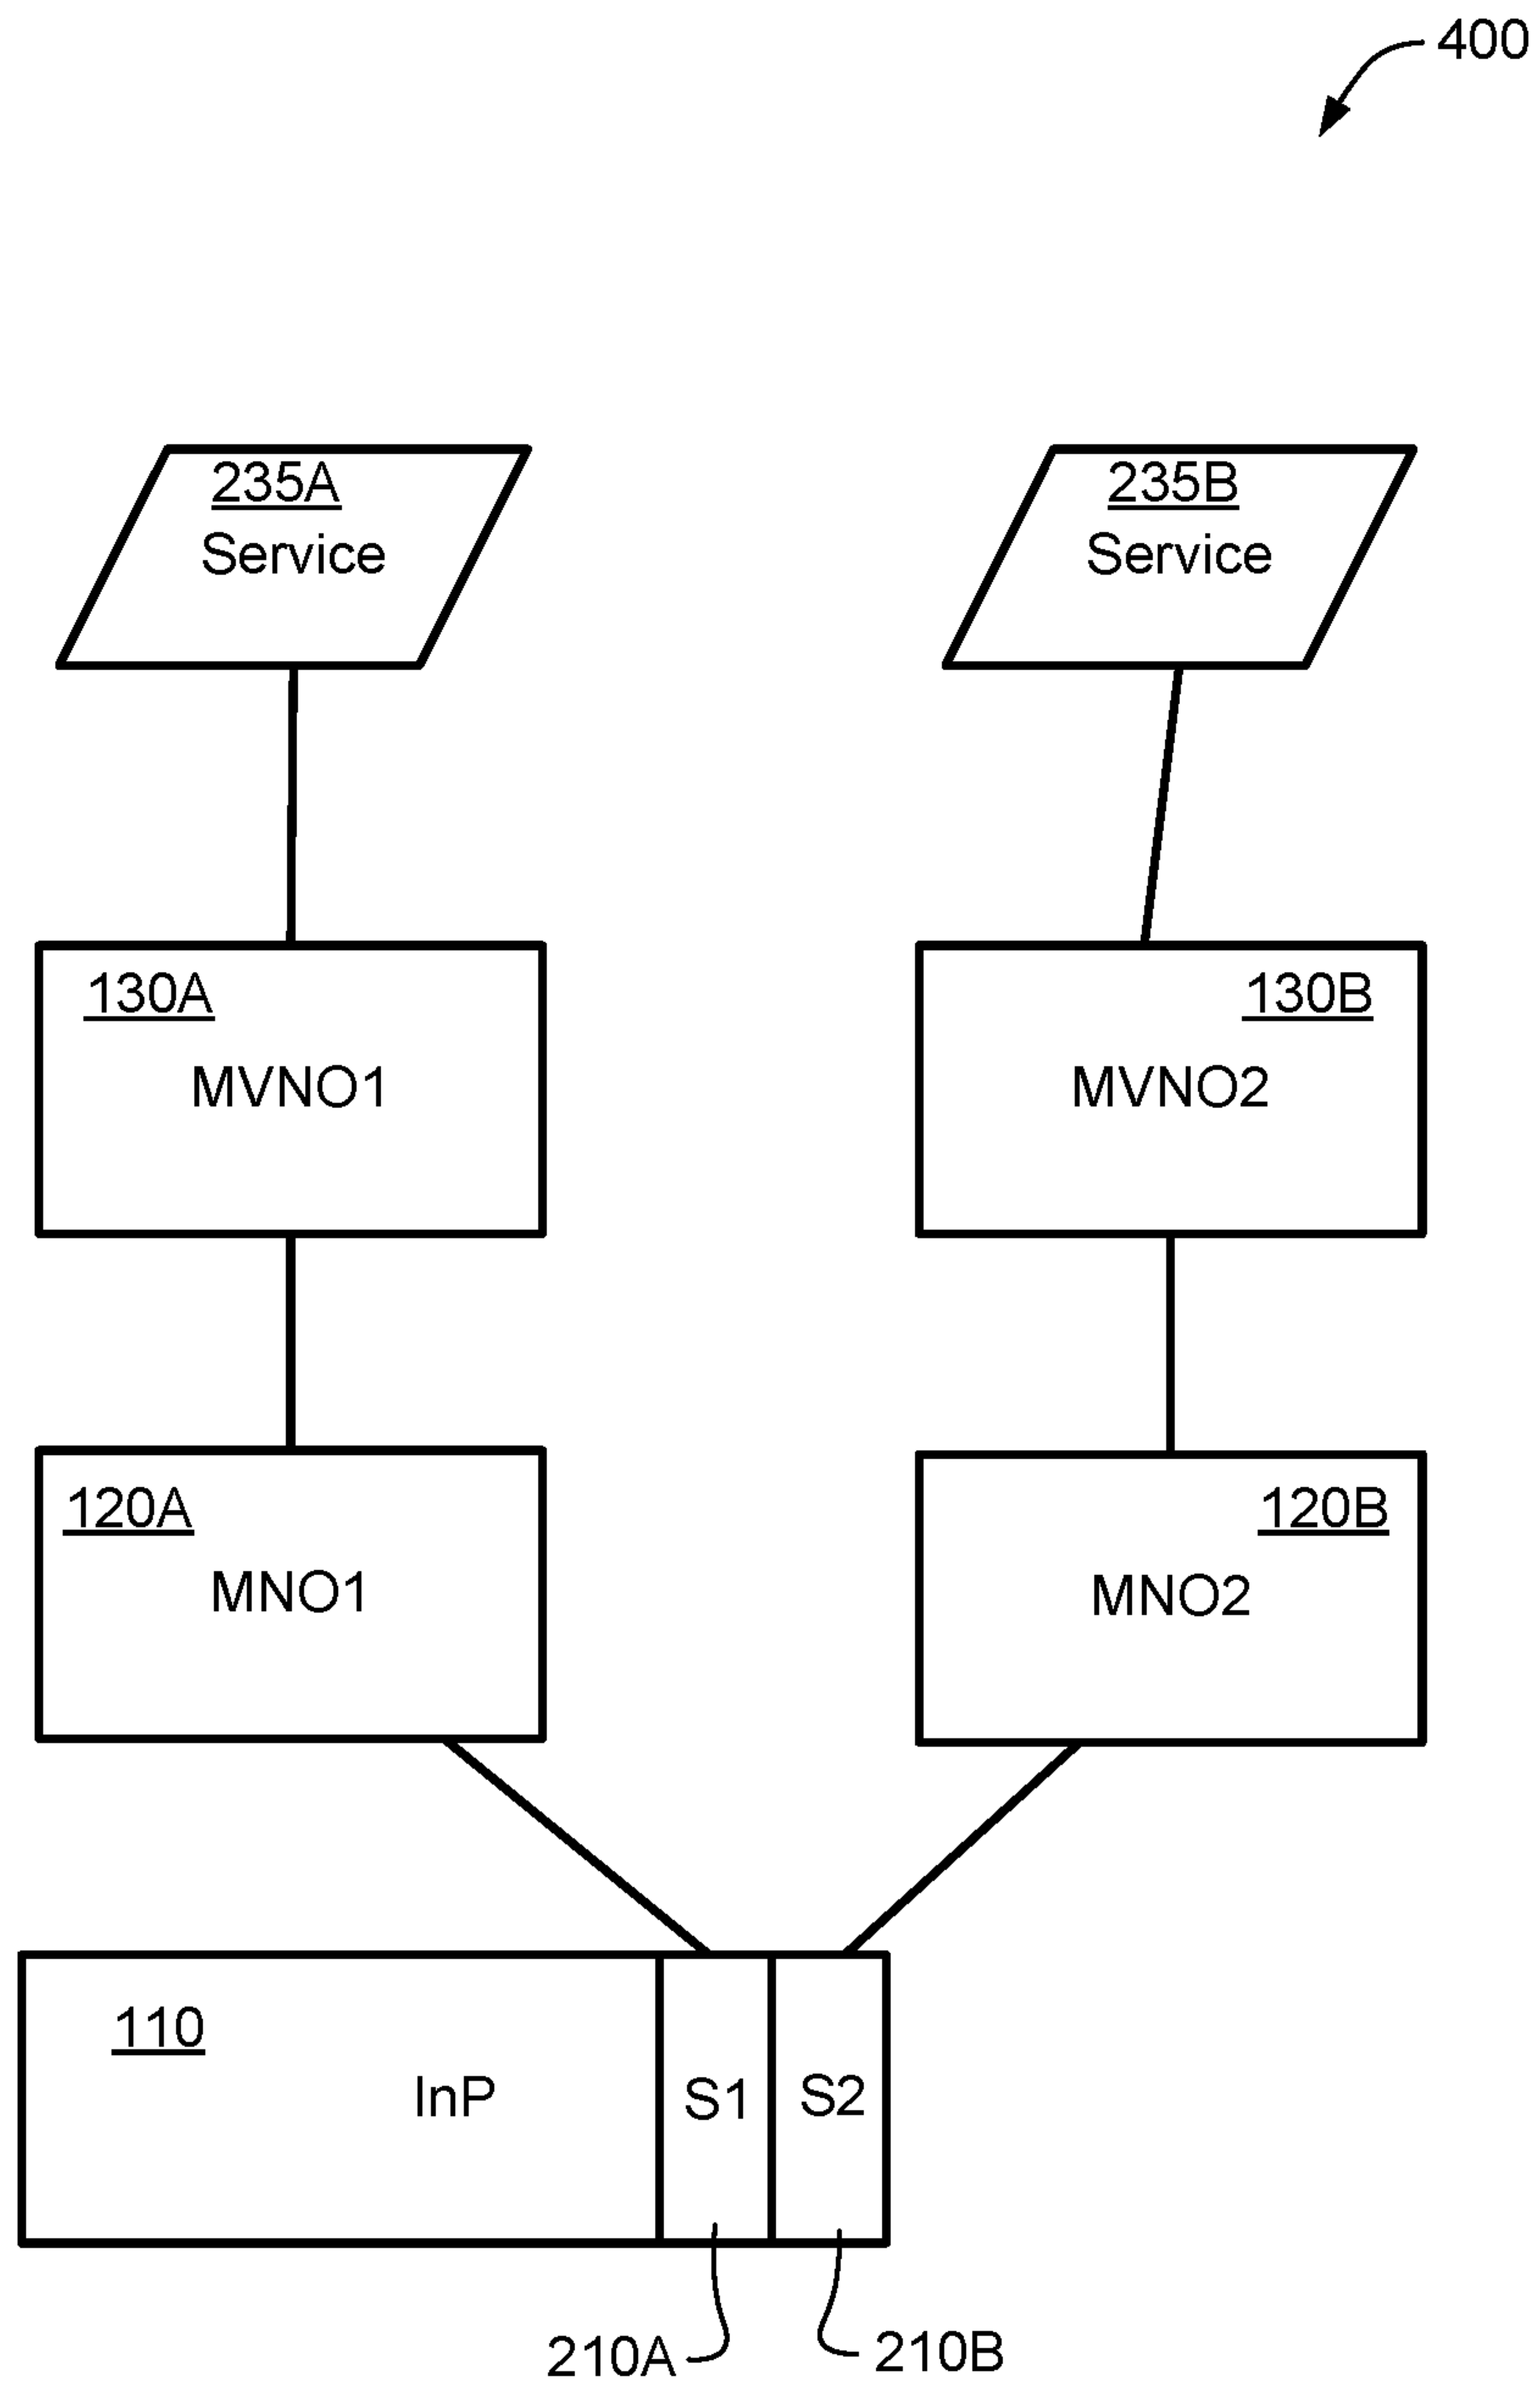 400
235A
Service
235B
Service
130A
MVNO1
130B
MVNO2
120A
MNO1
120B
MNO2
110
InP
S1
S2
210A
210B